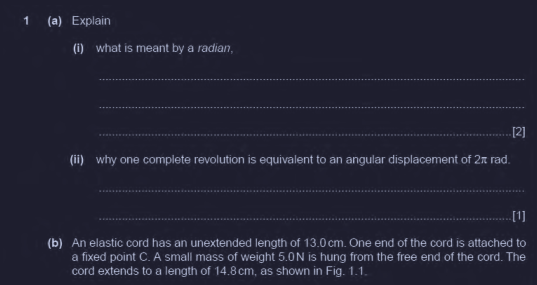 1 (a) Explain
(i) what is meant by a radian,
[2]
(ii) why one complete revolution is equivalent to an angular displacement of 2π rad.
[1]
(b) An elastic cord has an unextended length of 13.0 cm. One end of the cord is attached to
a fixed point C. A small mass of weight 5.0 N is hung from the free end of the cord. The
cord extends to a length of 14.8 cm, as shown in Fig. 1.1.